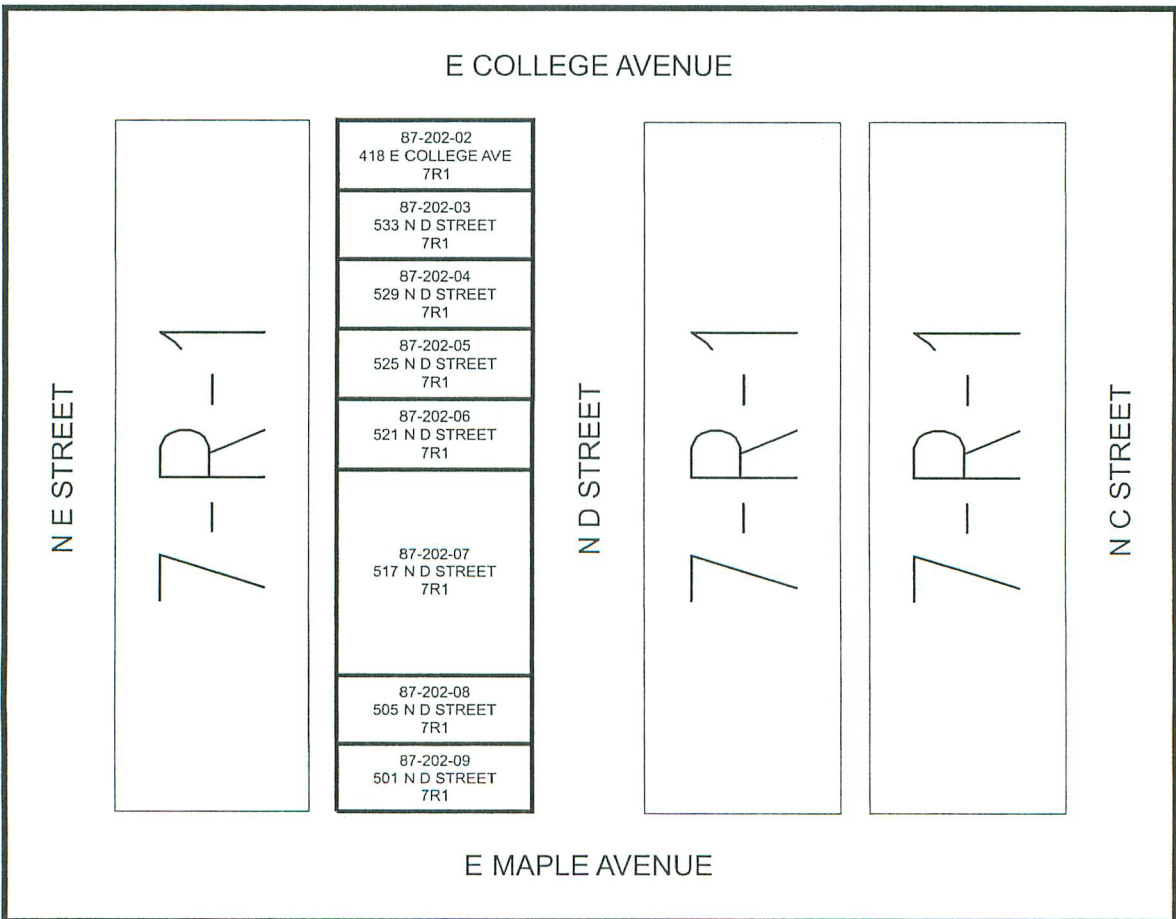 E COLLEGE AVENUE
87-202-02
418 E COLLEGE AVE
7R1
87-202-03
533 N D STREET
7R1
87-202-04
529 N D STREET
7R1
87-202-05
525 N D STREET
7R1
87-202-06
521 N D STREET
7R1
87-202-07
517 N D STREET
7R1
87-202-08
505 N D STREET
7R1
87-202-09
501 N D STREET
7R1
N E STREET
7-R-1
N D STREET
7-R-1
7-R-1
N C STREET
E MAPLE AVENUE